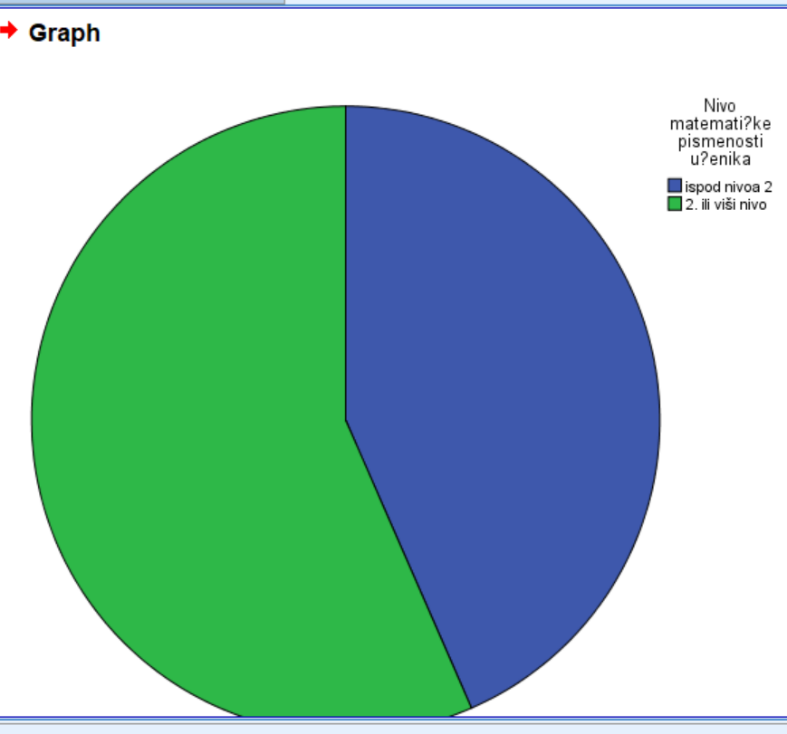 Graph
Nivo
matemati?ke
pismenosti
u?enika
ispod nivoa 2
2. ili viši nivo